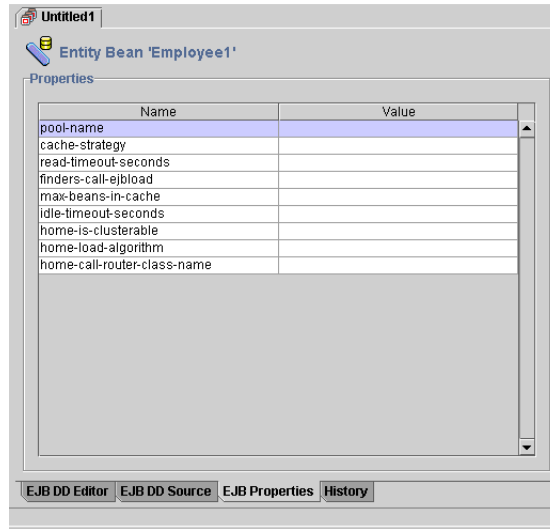 Untitled1
Entity Bean 'Employee1'
Properties
Name Value
pool-name
cache-strategy
read-timeout-seconds
finders-call-ejbload
max-beans-in-cache
idle-timeout-seconds
home-is-clusterable
home-load-algorithm
home-call-router-class-name
EJB DD Editor EJB DD Source EJB Properties History